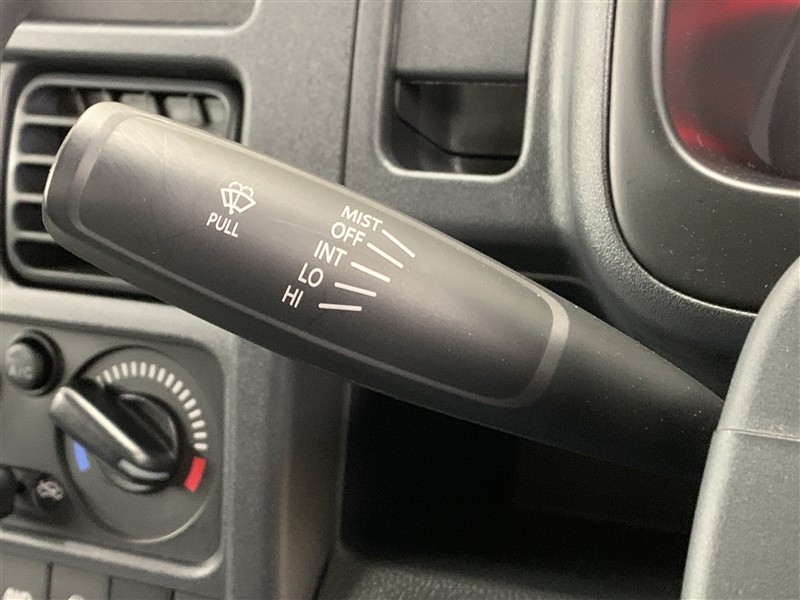 PULL
MIST
OFF
INT
LO
HI
A/C